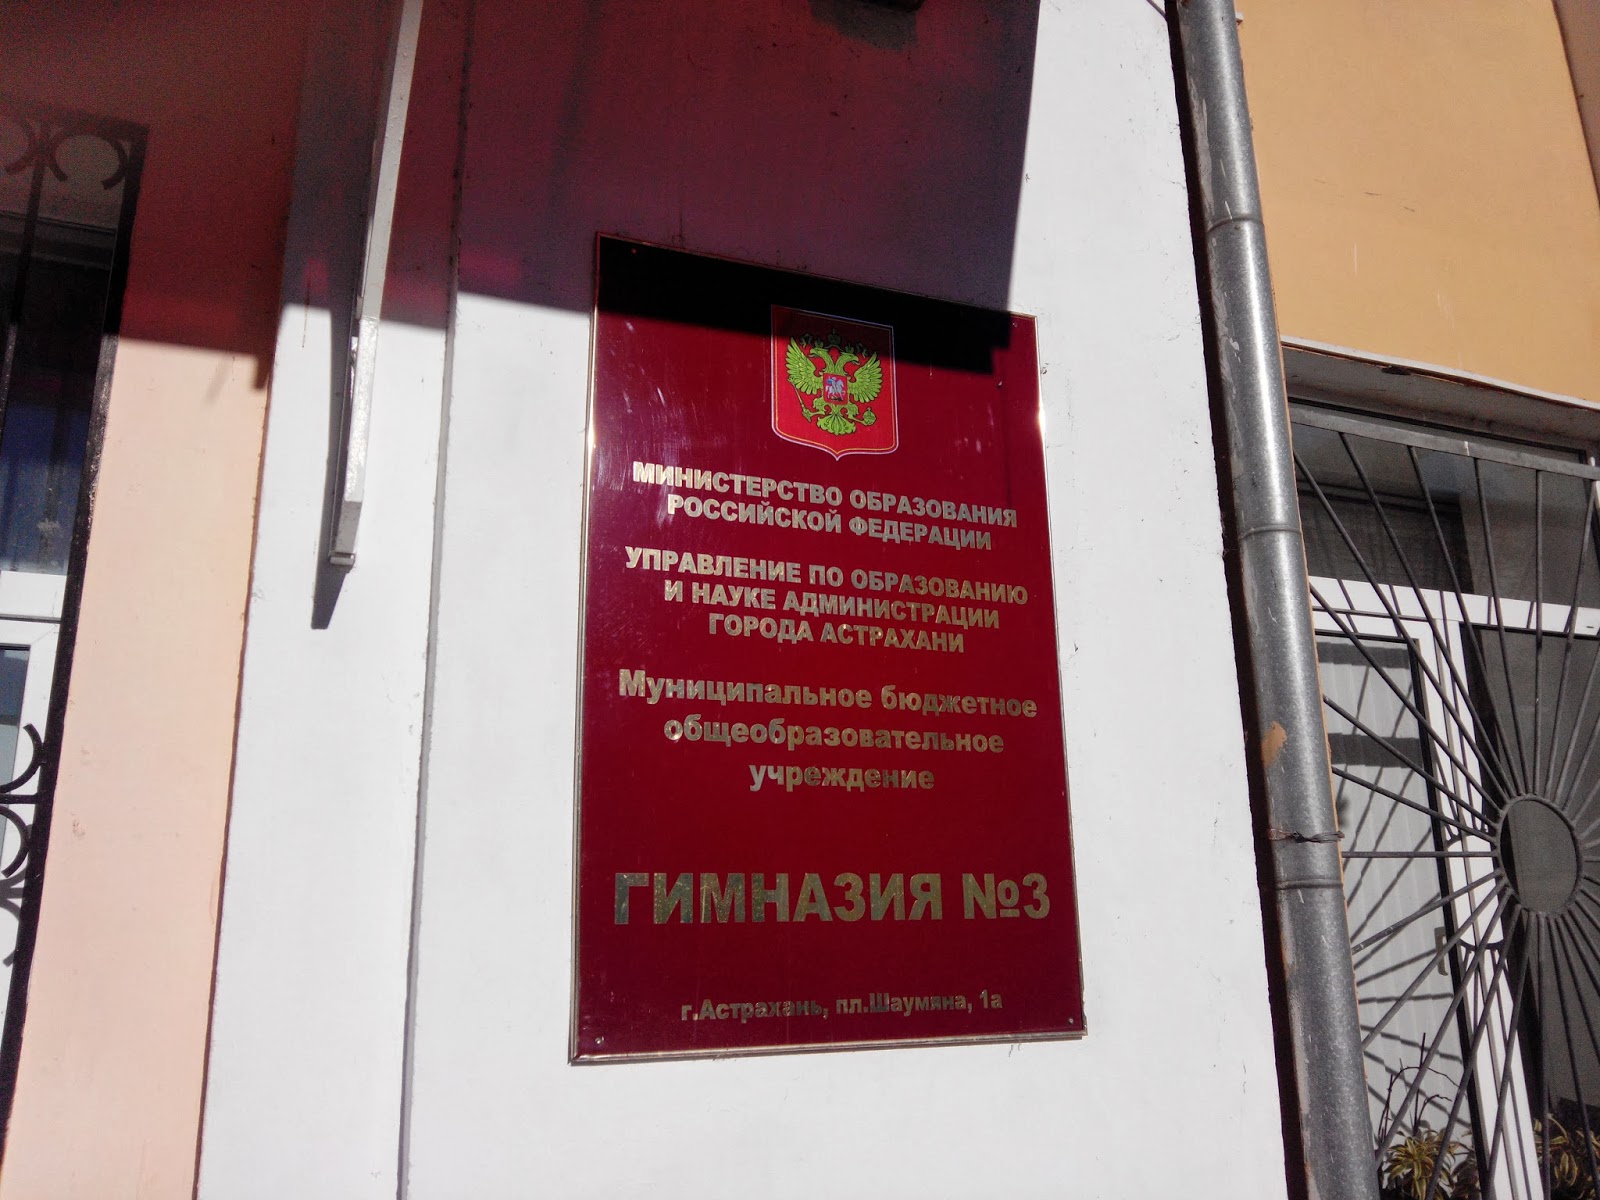 МИНИСТЕРСТВО ОБРАЗОВАНИЯ
РОССИЙСКОЙ ФЕДЕРАЦИИ
УПРАВЛЕНИЕ ПО ОБРАЗОВАНИЮ
И НАУКЕ АДМИНИСТРАЦИИ
ГОРОДА АСТРАХАНИ
Муниципальное бюджетное
общеобразовательное
учреждение
ГИМНАЗИЯ №3
г.Астрахань, пл.Шаумяна, 1а